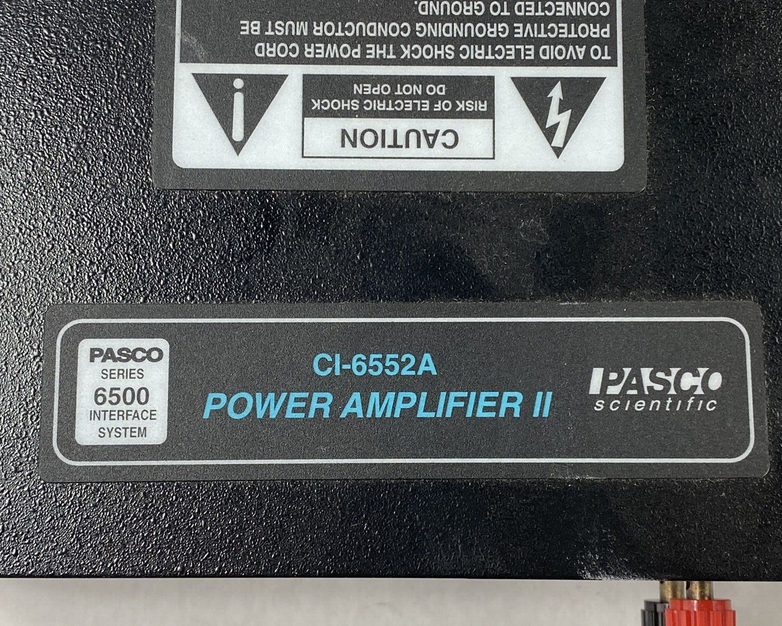 TO AVOID ELECTRIC SHOCK THE POWER CORD
PROTECTIVE GROUNDING CONDUCTOR MUST BE
CONNECTED TO GROUND.
CAUTION
RISK OF ELECTRIC SHOCK
DO NOT OPEN
PASCO
SERIES
6500
INTERFACE
SYSTEM
CI-6552A
POWER AMPLIFIER II
PASCO
scientific